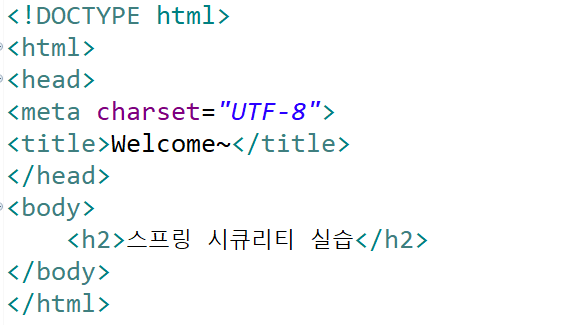 <!DOCTYPE html>
<html>
<head>
<meta charset="UTF-8">
<title>Welcome~</title>
</head>
<body>
    <h2>스프링 시큐리티 실습</h2>
</body>
</html>